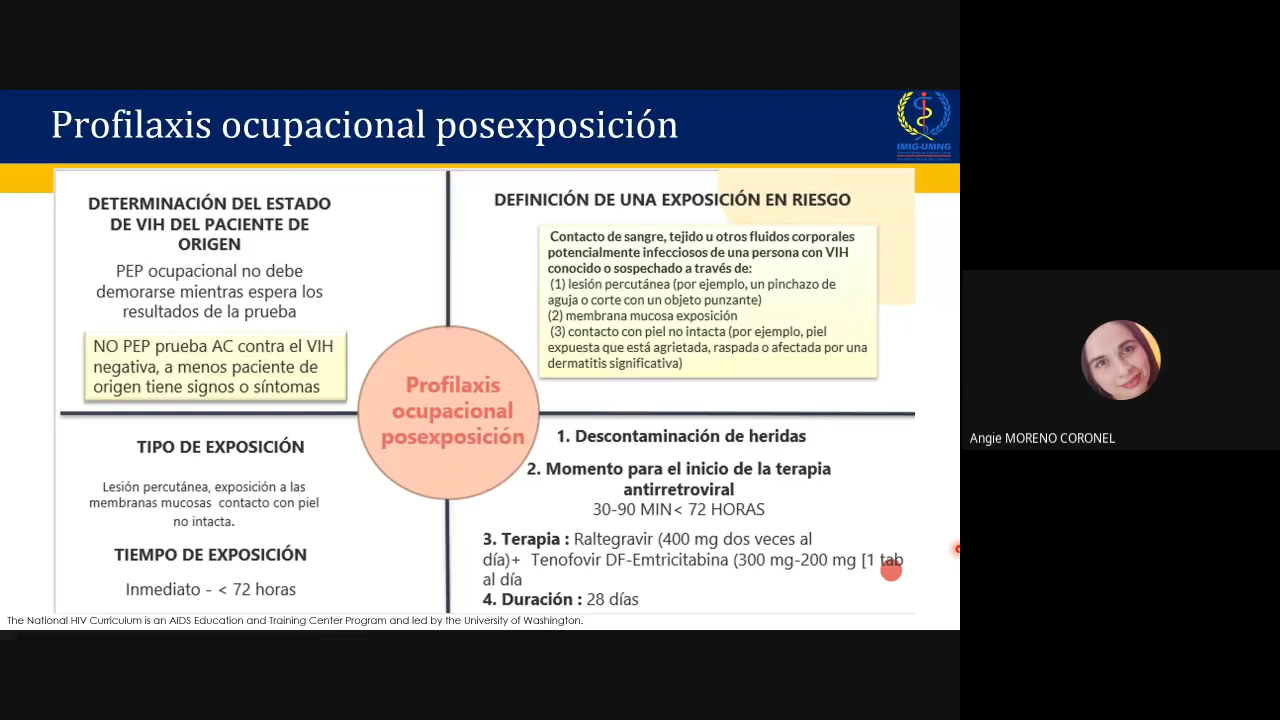 Profilaxis ocupacional posexposición
IMIG-UMNG
DETERMINACIÓN DEL ESTADO
DE VIH DEL PACIENTE DE
ORIGEN
PEP ocupacional no debe
demorarse mientras espera los
resultados de la prueba
NO PEP prueba AC contra el VIH
negativa, a menos paciente de
origen tiene signos o síntomas
DEFINICIÓN DE UNA EXPOSICIÓN EN RIESGO
Contacto de sangre, tejido u otros fluidos corporales
potencialmente infecciosos de una persona con VIH
conocido o sospechado a través de:
(1) lesión percutánea (por ejemplo, un pinchazo de
aguja o corte con un objeto punzante)
(2) membrana mucosa exposición
(3) contacto con piel no intacta (por ejemplo, piel
expuesta que está agrietada, raspada o afectada por una
dermatitis significativa)
Profilaxis
ocupacional
posexposición
TIPO DE EXPOSICIÓN
Lesión percutánea, exposición a las
membranas mucosas contacto con piel
no intacta.
TIEMPO DE EXPOSICIÓN
Inmediato - < 72 horas
1. Descontaminación de heridas
2. Momento para el inicio de la terapia
antirretroviral
30-90 MIN< 72 HORAS
3. Terapia : Raltegravir (400 mg dos veces al
día)+ Tenofovir DF-Emtricitabina (300 mg-200 mg [1 tab
al día
4. Duración : 28 días
The National HIV Curriculum is an AIDS Education and Training Center Program and led by the University of Washington.
Angie MORENO CORONEL